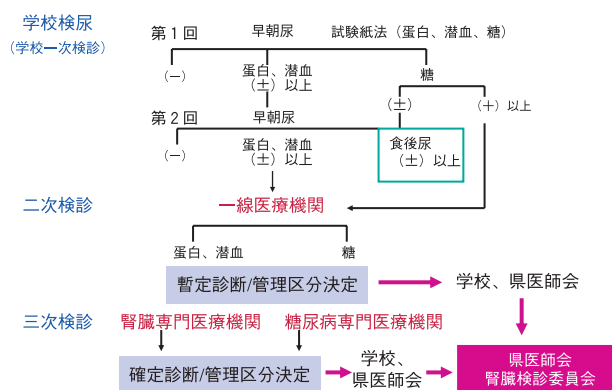 学校検尿
(学校一次検診)
第1回
早朝尿
試験紙法(蛋白、潜血、糖)
(−)
蛋白、潜血
(±)以上
糖
(±)
(+)以上
第2回
早朝尿
(−)
蛋白、潜血
(±)以上
食後尿
(±)以上
二次検診
一線医療機関
蛋白、潜血
糖
暫定診断/管理区分決定
学校、県医師会
三次検診
腎臓専門医療機関
糖尿病専門医療機関
確定診断/管理区分決定
学校、
県医師会
県医師会
腎臓検診委員会